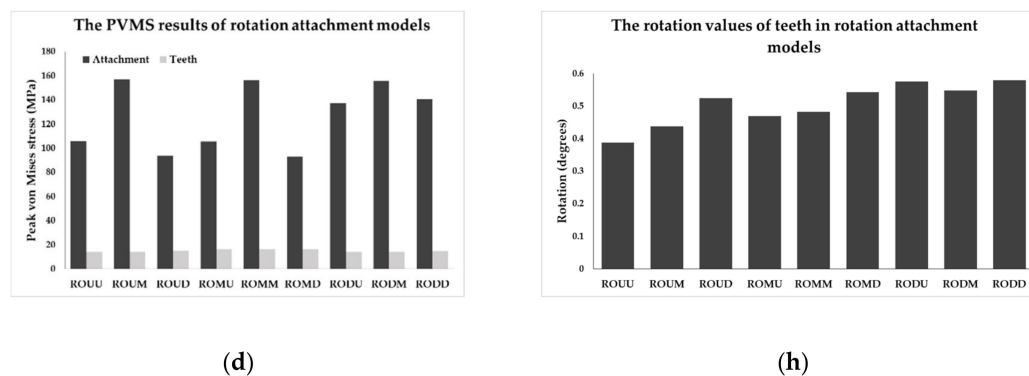 The PVMS results of rotation attachment models
180
160
140
120
100
80
60
40
20
0
Peak von Mises stress (MPa)
Attachment Teeth
ROUU ROUM ROUD ROMU ROMM ROMD RODU RODM RODD
(d)
The rotation values of teeth in rotation attachment
models
0.6
0.5
0.4
0.3
0.2
0.1
0
Rotation (degrees)
ROUU ROUM ROUD ROMU ROMM ROMD RODU RODM RODD
(h)